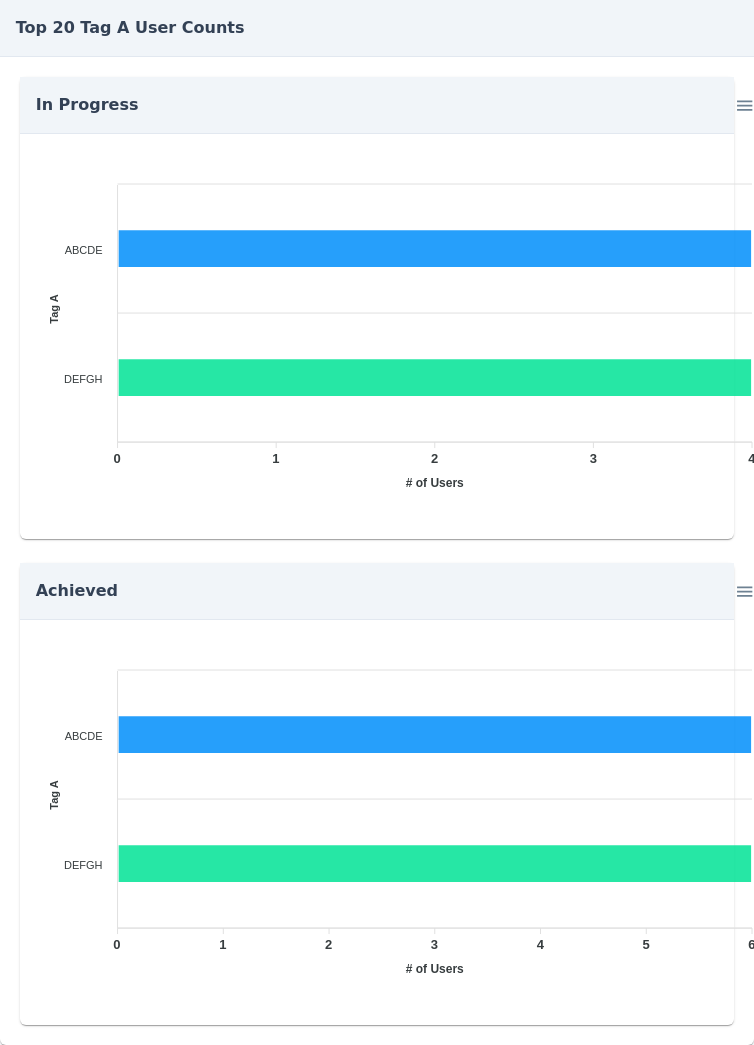 Top 20 Tag A User Counts
In Progress
ABCDE
Tag A
DEFGH
0 1 2 3 4
# of Users
Achieved
ABCDE
Tag A
DEFGH
0 1 2 3 4 5 6
# of Users